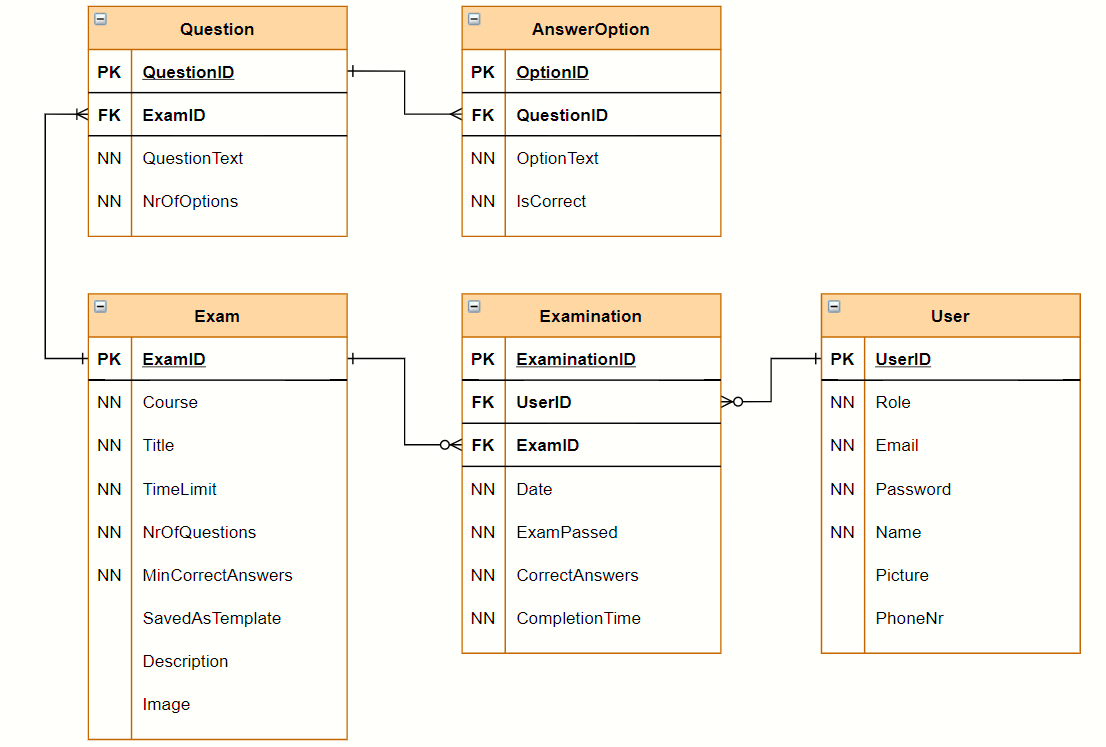 Question
PK QuestionID
FK ExamID
NN QuestionText
NN NrOfOptions
AnswerOption
PK OptionID
FK QuestionID
NN OptionText
NN IsCorrect
Exam
PK ExamID
NN Course
NN Title
NN TimeLimit
NN NrOfQuestions
NN MinCorrectAnswers
SavedAsTemplate
Description
Image
Examination
PK ExaminationID
FK UserID
FK ExamID
NN Date
NN ExamPassed
NN CorrectAnswers
NN CompletionTime
User
PK UserID
NN Role
NN Email
NN Password
NN Name
Picture
PhoneNr